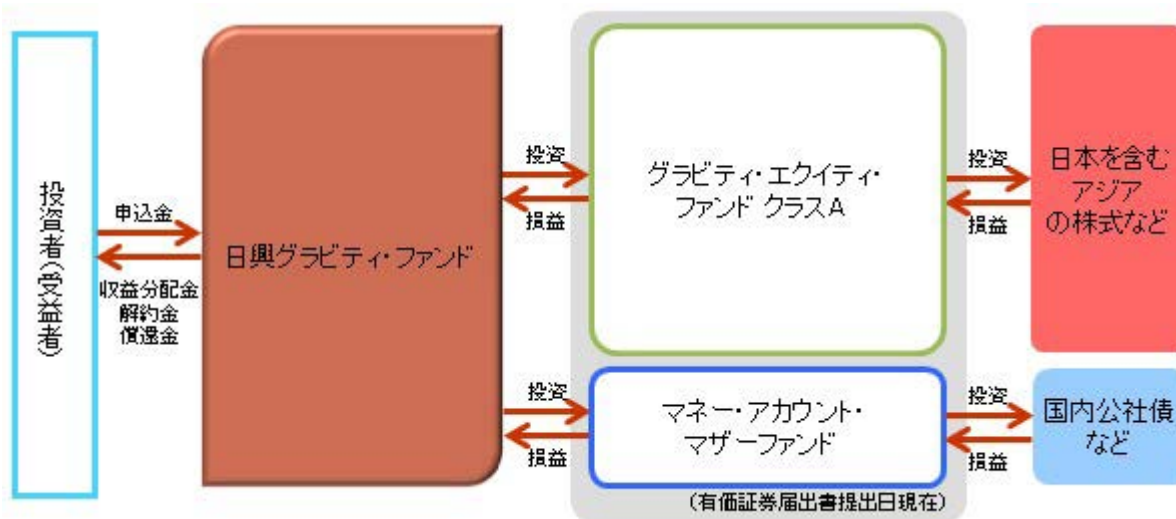 投資者(受益者)
申込金
収益分配金
解約金
償還金
日興グラビティ・ファンド
投資
損益
グラビティ・エクイティ・
ファンド クラスA
投資
損益
日本を含む
アジア
の株式など
投資
損益
マネー・アカウント・
マザーファンド
投資
損益
国内公社債
など
(有価証券届出書提出日現在)